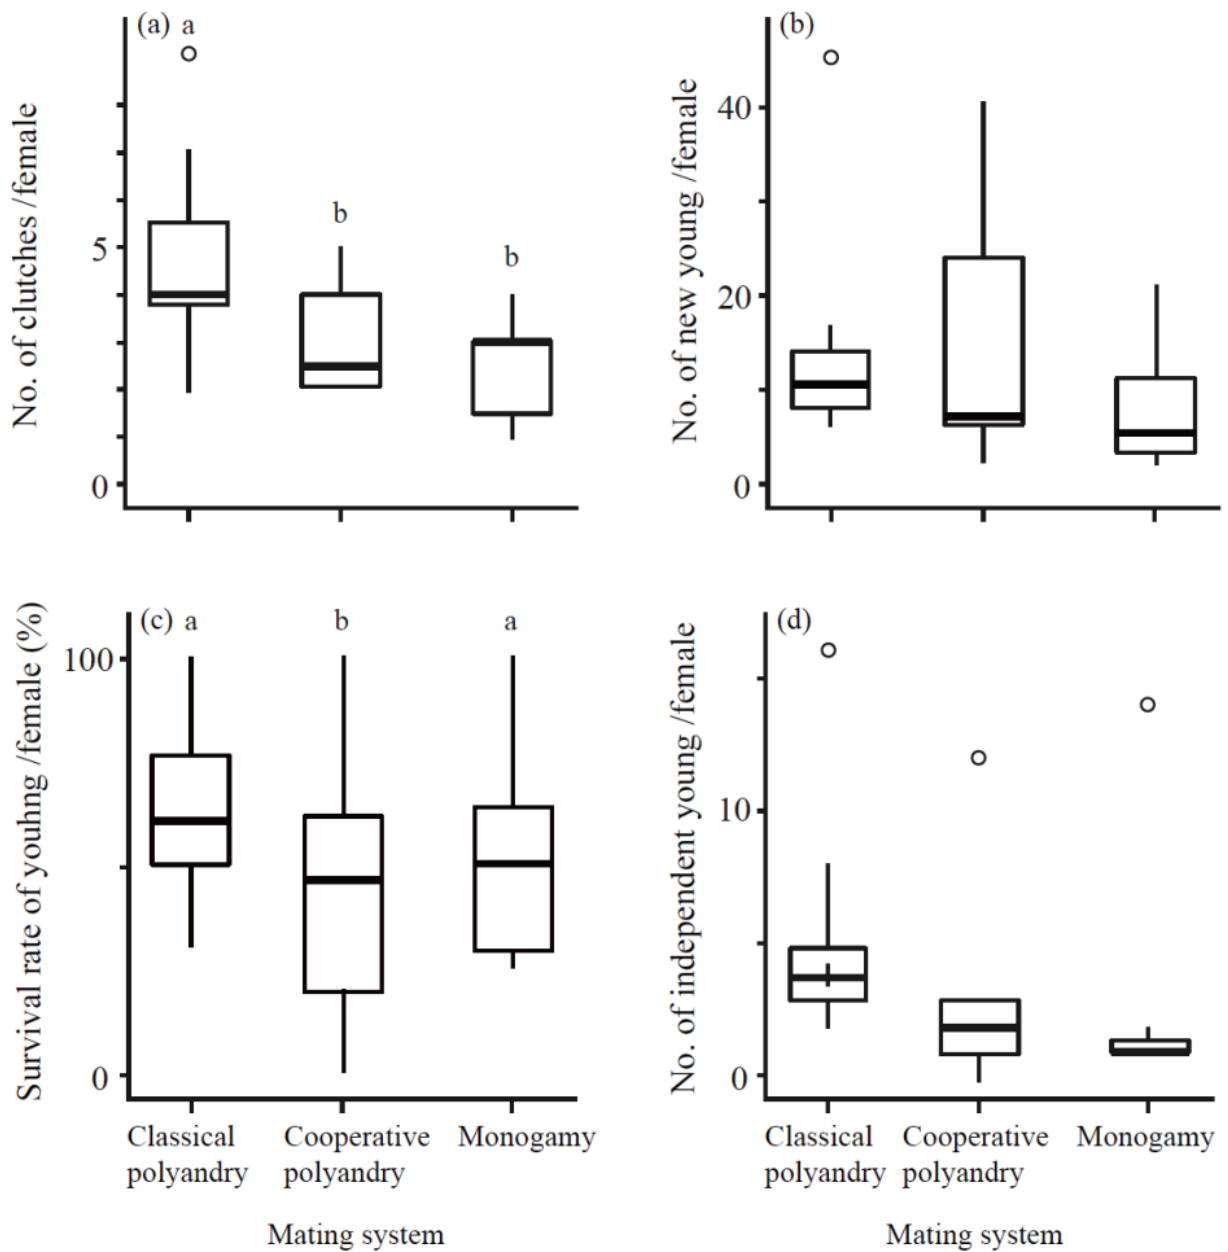 (a) a
b
b
5
0
No. of clutches /female
(b)
40
20
0
No. of new young /female
(c) a
b
a
100
0
Survival rate of youhng /female (%)
Classical
polyandry
Cooperative
polyandry
Monogamy
Mating system
(d)
10
0
No. of independent young /female
Classical
polyandry
Cooperative
polyandry
Monogamy
Mating system